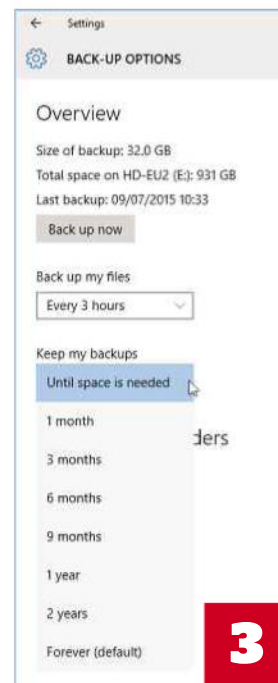 Settings
BACK-UP OPTIONS
Overview
Size of backup: 32.0 GB
Total space on HD-EU2 (E:): 931 GB
Last backup: 09/07/2015 10:33
Back up now
Back up my files
Every 3 hours
Keep my backups
Until space is needed
1 month
ders
3 months
6 months
9 months
1 year
2 years
Forever (default)
3